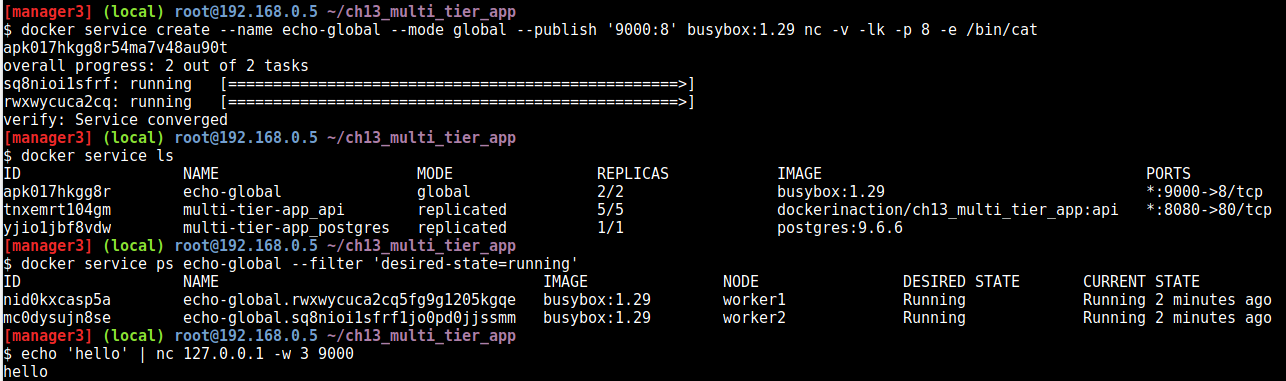 [manager3] (local) root@192.168.0.5 ~/ch13_multi_tier_app
$ docker service create --name echo-global --mode global --publish '9000:8' busybox:1.29 nc -v -lk -p 8 -e /bin/cat
apk017hkgg8r54ma7v48au90t
overall progress: 2 out of 2 tasks
sq8nioi1sfrf: running   [==================================================>]
rwxwycuca2cq: running   [==================================================>]
verify: Service converged
[manager3] (local) root@192.168.0.5 ~/ch13_multi_tier_app
$ docker service ls
ID                  NAME                      MODE                REPLICAS            IMAGE                                    PORTS
apk017hkgg8r        echo-global               global              2/2                 busybox:1.29                             *:9000->8/tcp
tnxemrt104gm        multi-tier-app_api        replicated          5/5                 dockerinaction/ch13_multi_tier_app:api   *:8080->80/tcp
yjio1jbf8vdw        multi-tier-app_postgres   replicated          1/1                 postgres:9.6.6
[manager3] (local) root@192.168.0.5 ~/ch13_multi_tier_app
$ docker service ps echo-global --filter 'desired-state=running'
ID                  NAME                                    IMAGE               NODE                DESIRED STATE       CURRENT STATE
nid0kxcasp5a        echo-global.rwxwycuca2cq5fg9g1205kgqe   busybox:1.29        worker1             Running             Running 2 minutes ago
mc0dysujn8se        echo-global.sq8nioi1sfrf1jo0pd0jjssmm   busybox:1.29        worker2             Running             Running 2 minutes ago
[manager3] (local) root@192.168.0.5 ~/ch13_multi_tier_app
$ echo 'hello' | nc 127.0.0.1 -w 3 9000
hello